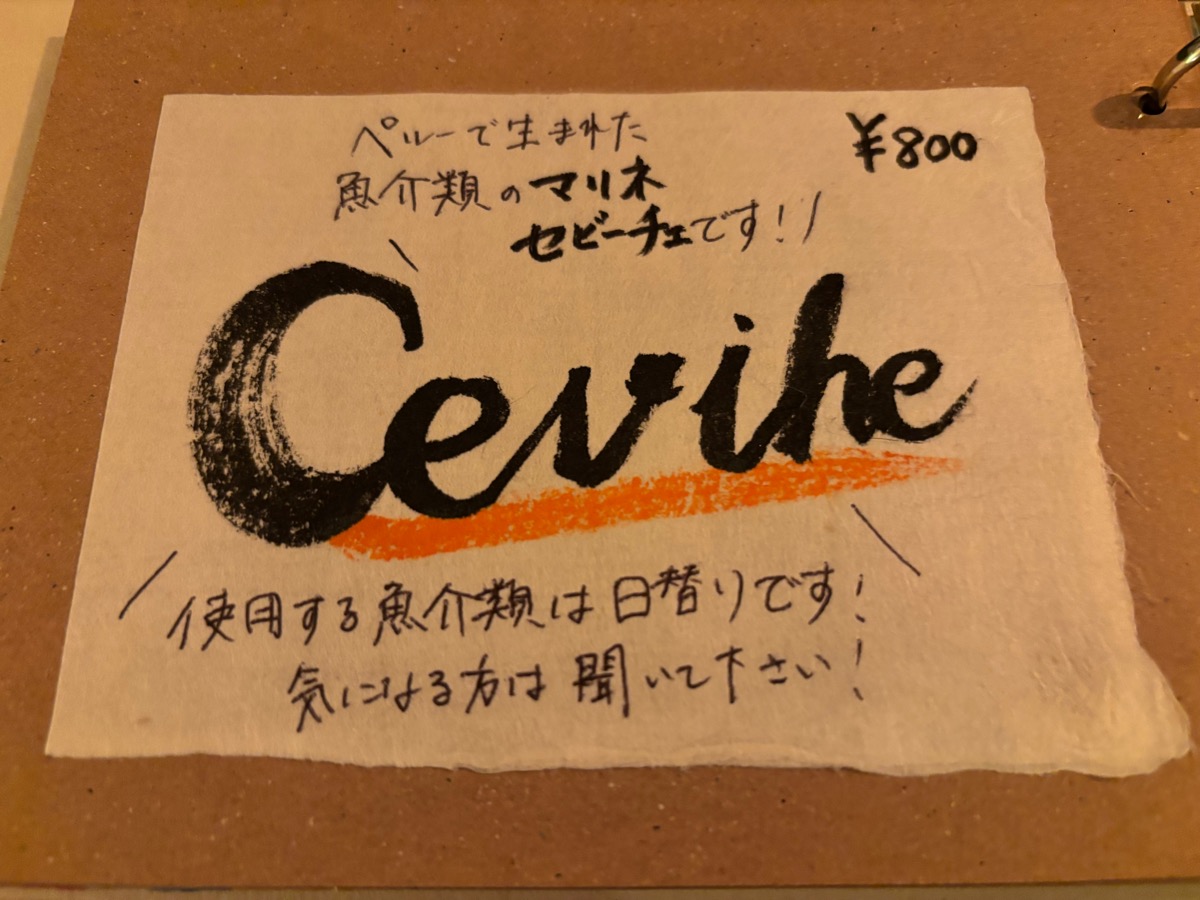 ペルーで生まれた
¥800
魚介類のマリネ
セビーチェです!
Cevihe
使用する魚介類は日替りです!
気になる方は聞いて下さい!